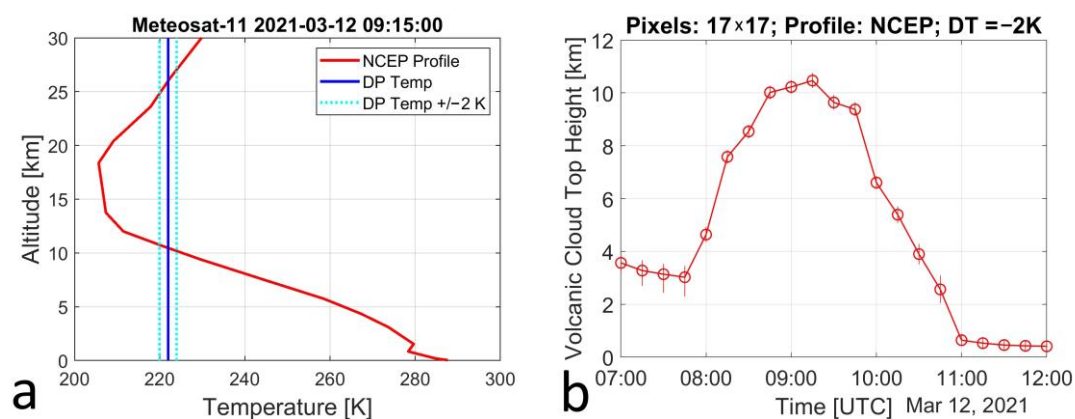 Meteosat-11 2021-03-12 09:15:00
30
25
20
15
10
5
0
Altitude [km]
NCEP Profile
DP Temp
DP Temp +/−2 K
200
220
240
260
280
300
Temperature [K]
a
Pixels: 17×17; Profile: NCEP; DT =−2K
12
10
8
6
4
2
0
Volcanic Cloud Top Height [km]
07:00
08:00
09:00
10:00
11:00
12:00
Time [UTC]
Mar 12, 2021
b